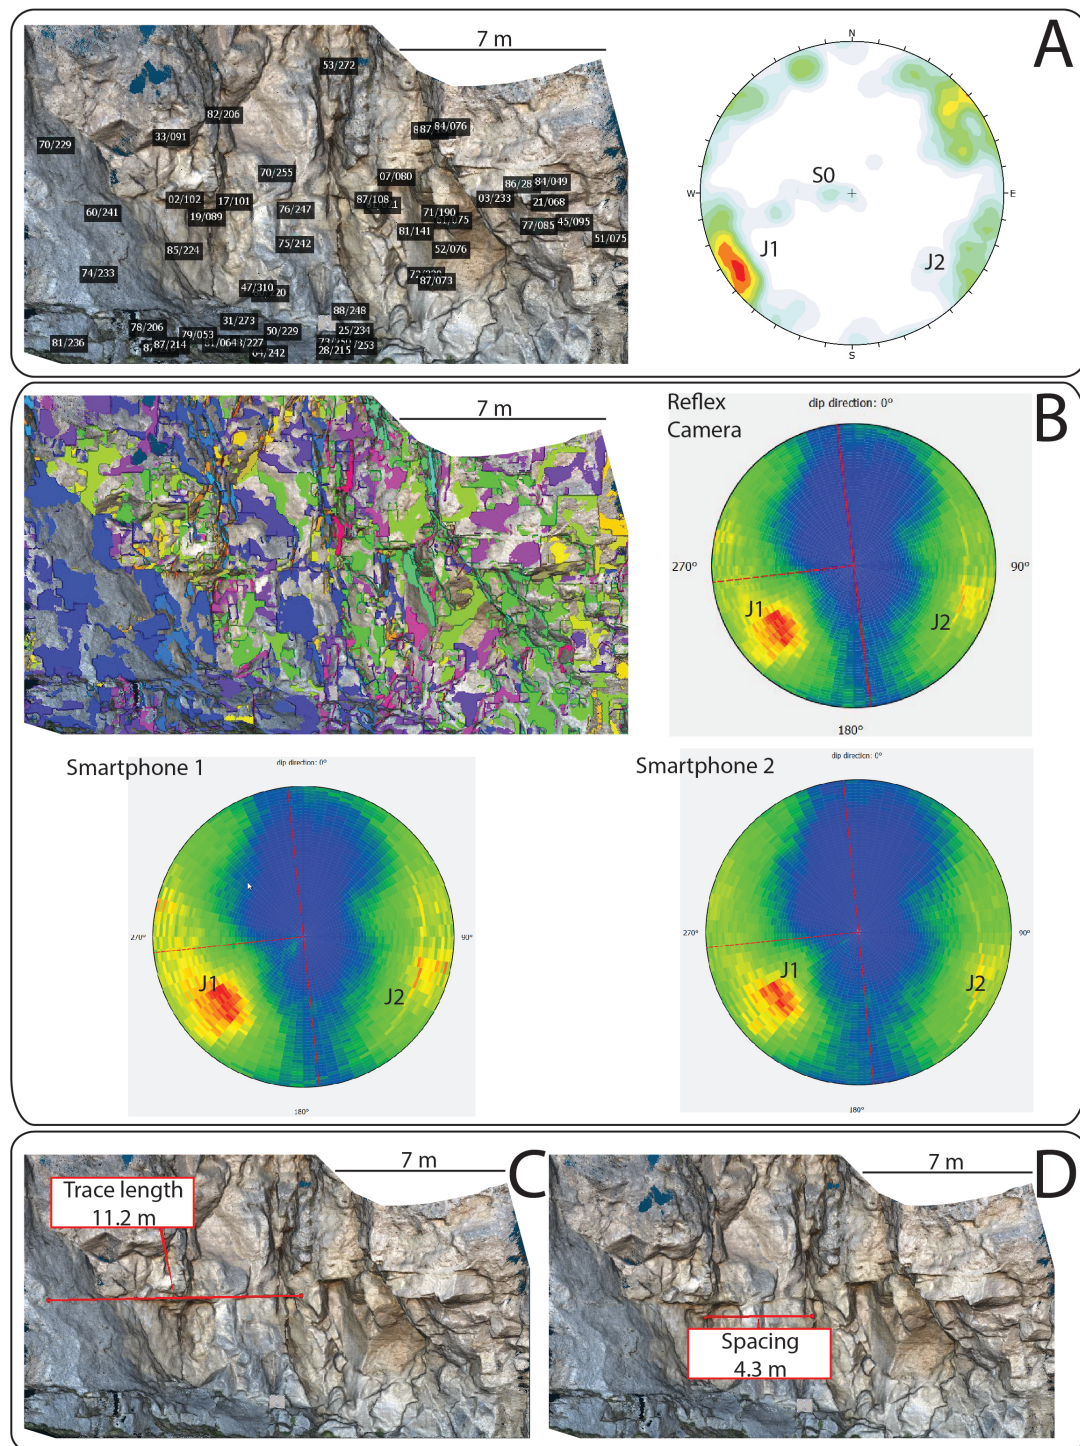 7 m
A
53/272
82/206
84/076
33/091
70/229
70/255
07/080
86/28
84/049
02/102
17/101
87/108
03/233
21/068
60/241
19/089
76/247
71/190
77/085
45/095
81/141
51/075
85/224
75/242
52/076
74/233
47/310
87/073
88/248
31/273
78/206
79/053
50/229
25/234
81/236
87/214
28/215
N
W
E
S
S0
J1
J2
7 m
Reflex
Camera
dip direction: 0°
B
270°
90°
J1
J2
180°
Smartphone 1
dip direction: 0°
270°
90°
J1
J2
180°
Smartphone 2
dip direction: 0°
270°
90°
J1
J2
180°
7 m
C
Trace length
11.2 m
7 m
D
Spacing
4.3 m